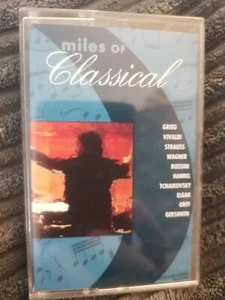 miles OF
Classical
GRIEG
VIVALDI
STRAUSS
WAGNER
ROSSINI
HANDEL
TCHAIKOVSKY
ELGAR
ORFF
GERSHWIN